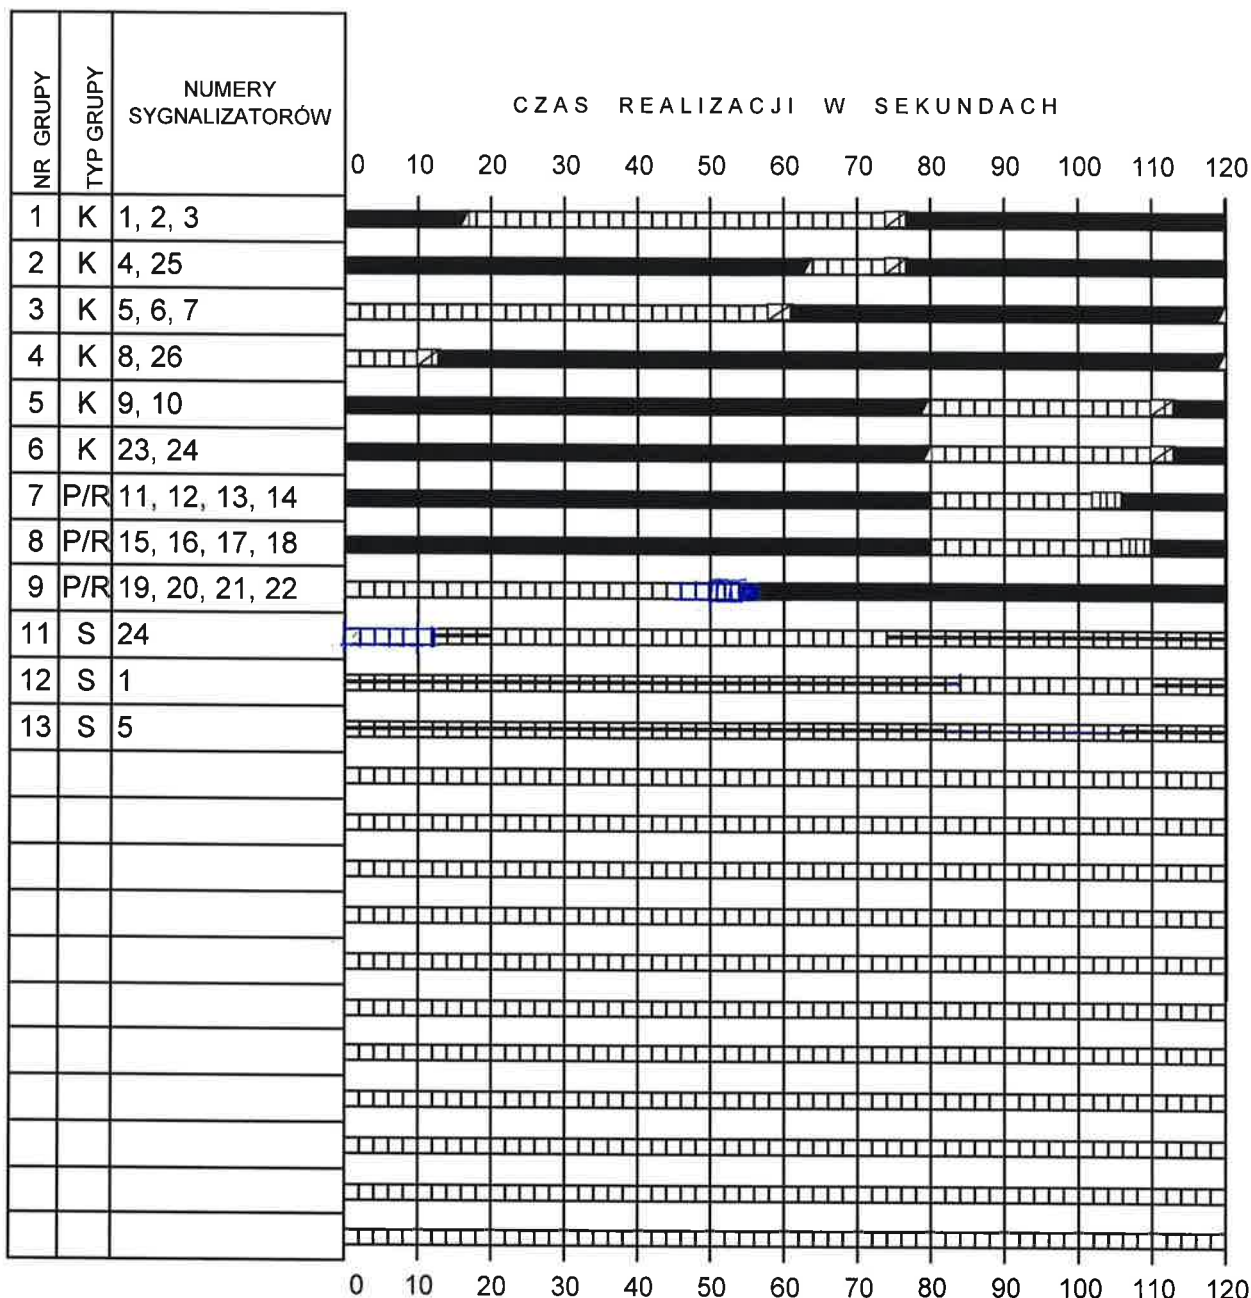 NR GRUPY
TYP GRUPY
NUMERY
SYGNALIZATORÓW
CZAS REALIZACJI W SEKUNDACH
0 10 20 30 40 50 60 70 80 90 100 110 120
1 K 1, 2, 3
2 K 4, 25
3 K 5, 6, 7
4 K 8, 26
5 K 9, 10
6 K 23, 24
7 P/R 11, 12, 13, 14
8 P/R 15, 16, 17, 18
9 P/R 19, 20, 21, 22
11 S 24
12 S 1
13 S 5
0 10 20 30 40 50 60 70 80 90 100 110 120